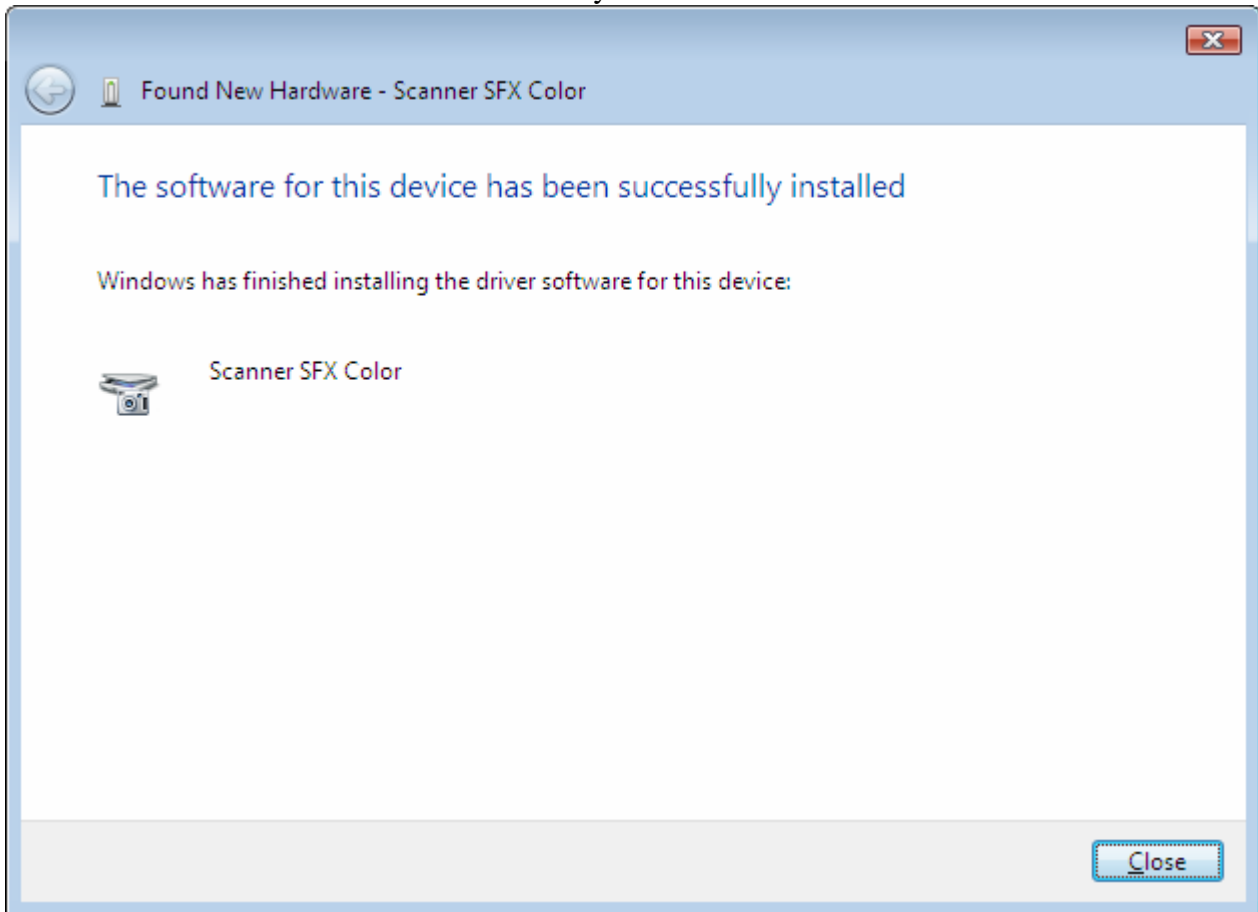 Found New Hardware - Scanner SFX Color
The software for this device has been successfully installed
Windows has finished installing the driver software for this device:
Scanner SFX Color
Close